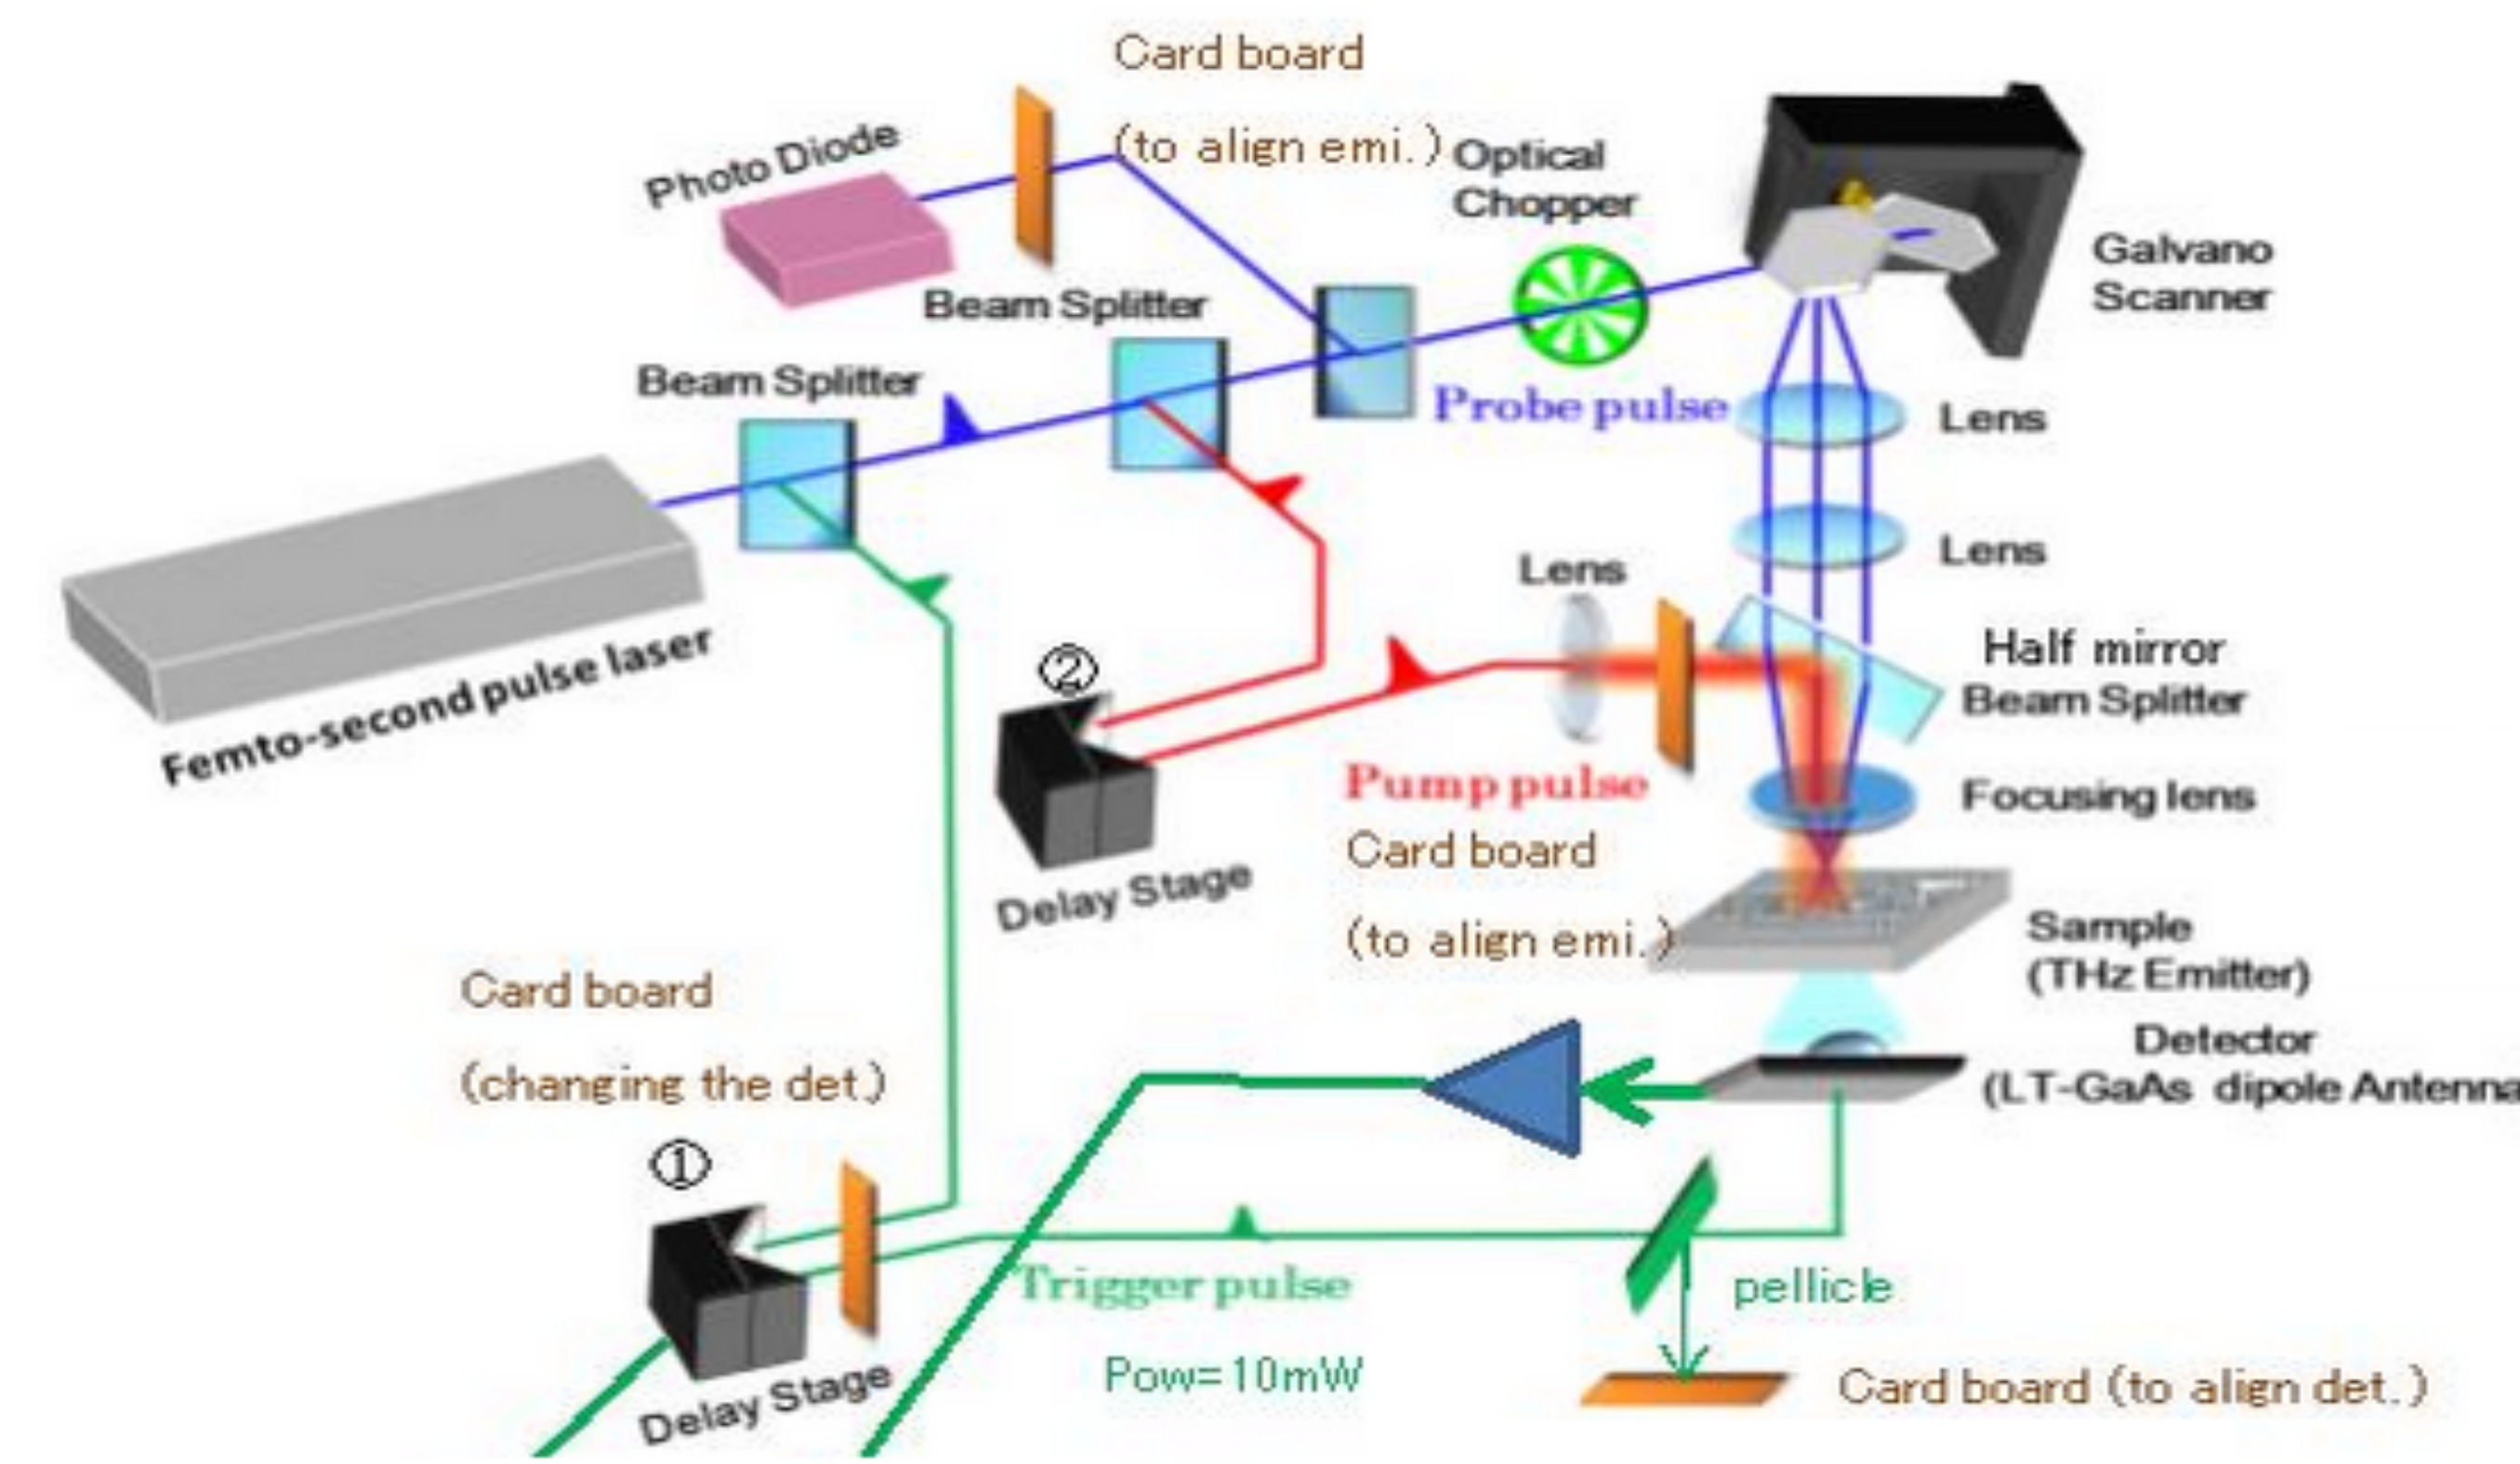 Card board
(to align emi.)
Photo Diode
Optical
Chopper
Galvano
Scanner
Beam Splitter
Beam Splitter
Probe pulse
Lens
Lens
Lens
Femto-second pulse laser
②
Half mirror
Beam Splitter
Pump pulse
Focusing lens
Card board
(to align emi.)
Delay Stage
Sample
(THz Emitter)
Card board
(changing the det.)
Detector
(LT-GaAs dipole Antenna
①
Trigger pulse
pellicle
Pow=10mW
Delay Stage
Card board (to align det.)